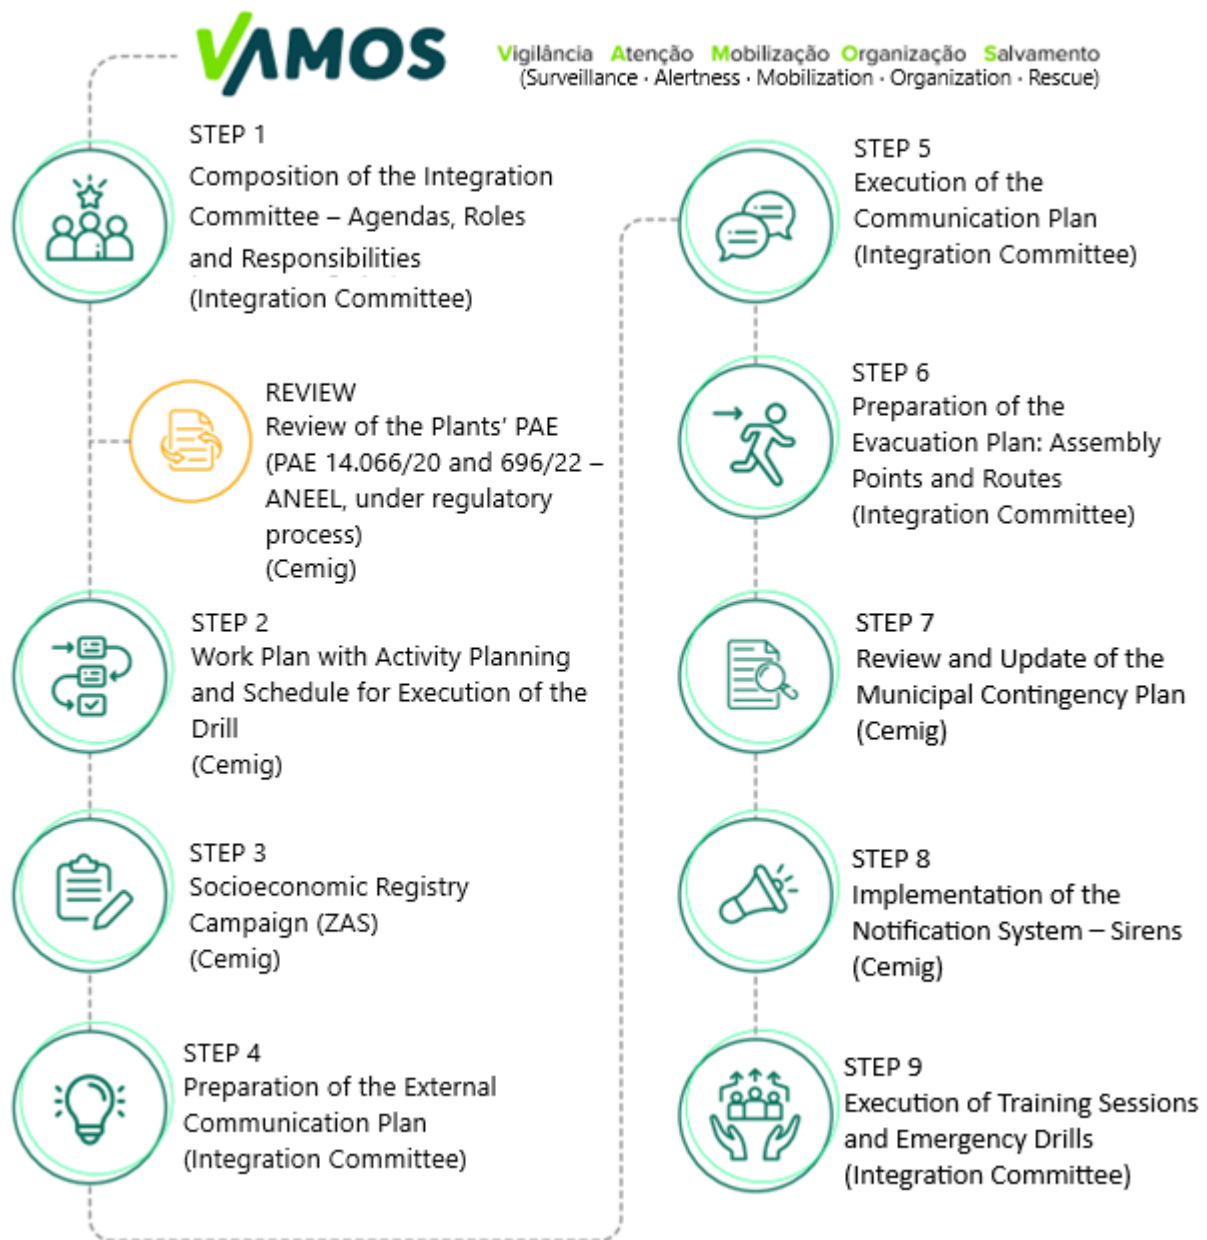 VAMOS
Vigilância Atenção Mobilização Organização Salvamento
(Surveillance · Alertness · Mobilization · Organization · Rescue)
STEP 1
Composition of the Integration
Committee – Agendas, Roles
and Responsibilities
(Integration Committee)
REVIEW
Review of the Plants’ PAE
(PAE 14.066/20 and 696/22 –
ANEEL, under regulatory
process)
(Cemig)
STEP 2
Work Plan with Activity Planning
and Schedule for Execution of the
Drill
(Cemig)
STEP 3
Socioeconomic Registry
Campaign (ZAS)
(Cemig)
STEP 4
Preparation of the External
Communication Plan
(Integration Committee)
STEP 5
Execution of the
Communication Plan
(Integration Committee)
STEP 6
Preparation of the
Evacuation Plan: Assembly
Points and Routes
(Integration Committee)
STEP 7
Review and Update of the
Municipal Contingency Plan
(Cemig)
STEP 8
Implementation of the
Notification System – Sirens
(Cemig)
STEP 9
Execution of Training Sessions
and Emergency Drills
(Integration Committee)